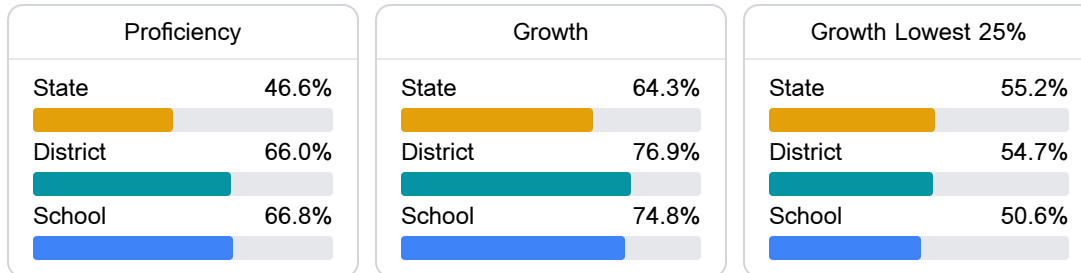 Proficiency
State 46.6%
District 66.0%
School 66.8%
Growth
State 64.3%
District 76.9%
School 74.8%
Growth Lowest 25%
State 55.2%
District 54.7%
School 50.6%